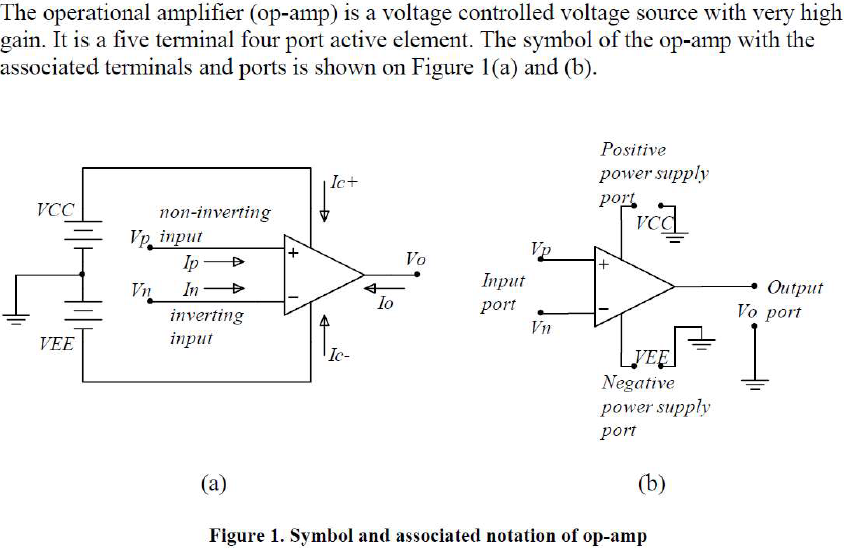 The operational amplifier (op-amp) is a voltage controlled voltage source with very high
gain. It is a five terminal four port active element. The symbol of the op-amp with the
associated terminals and ports is shown on Figure 1(a) and (b).
Ic+
VCC
non-inverting
Vp input
+
Ip
Vo
Vn
In
−
Io
inverting
input
VEE
Ic-
(a)
Positive
power supply
port
VCC
Vp
+
Input
port
Output
Vo port
−
Vn
VEE
Negative
power supply
port
(b)
Figure 1. Symbol and associated notation of op-amp